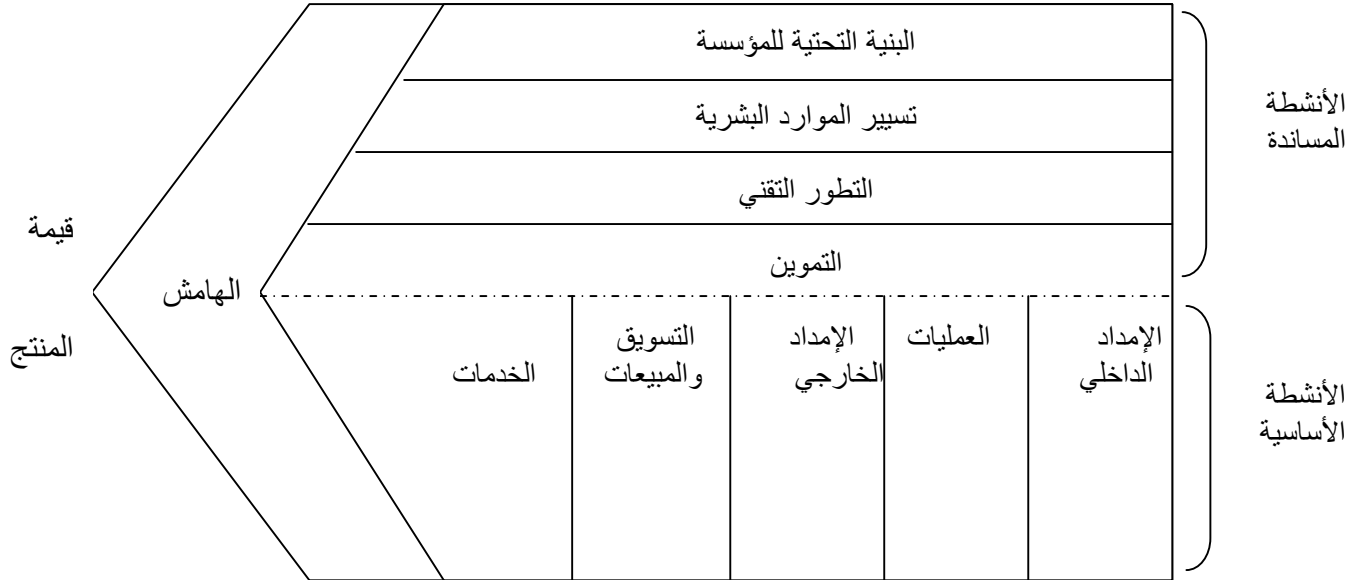 البنية التحتية للمؤسسة
تسيير الموارد البشرية
التطور التقني
التموين
الأنشطة
المساندة
الإمداد
الداخلي
العمليات
الإمداد
الخارجي
التسويق
والمبيعات
الخدمات
الأنشطة
الأساسية
الهامش
قيمة
المنتج